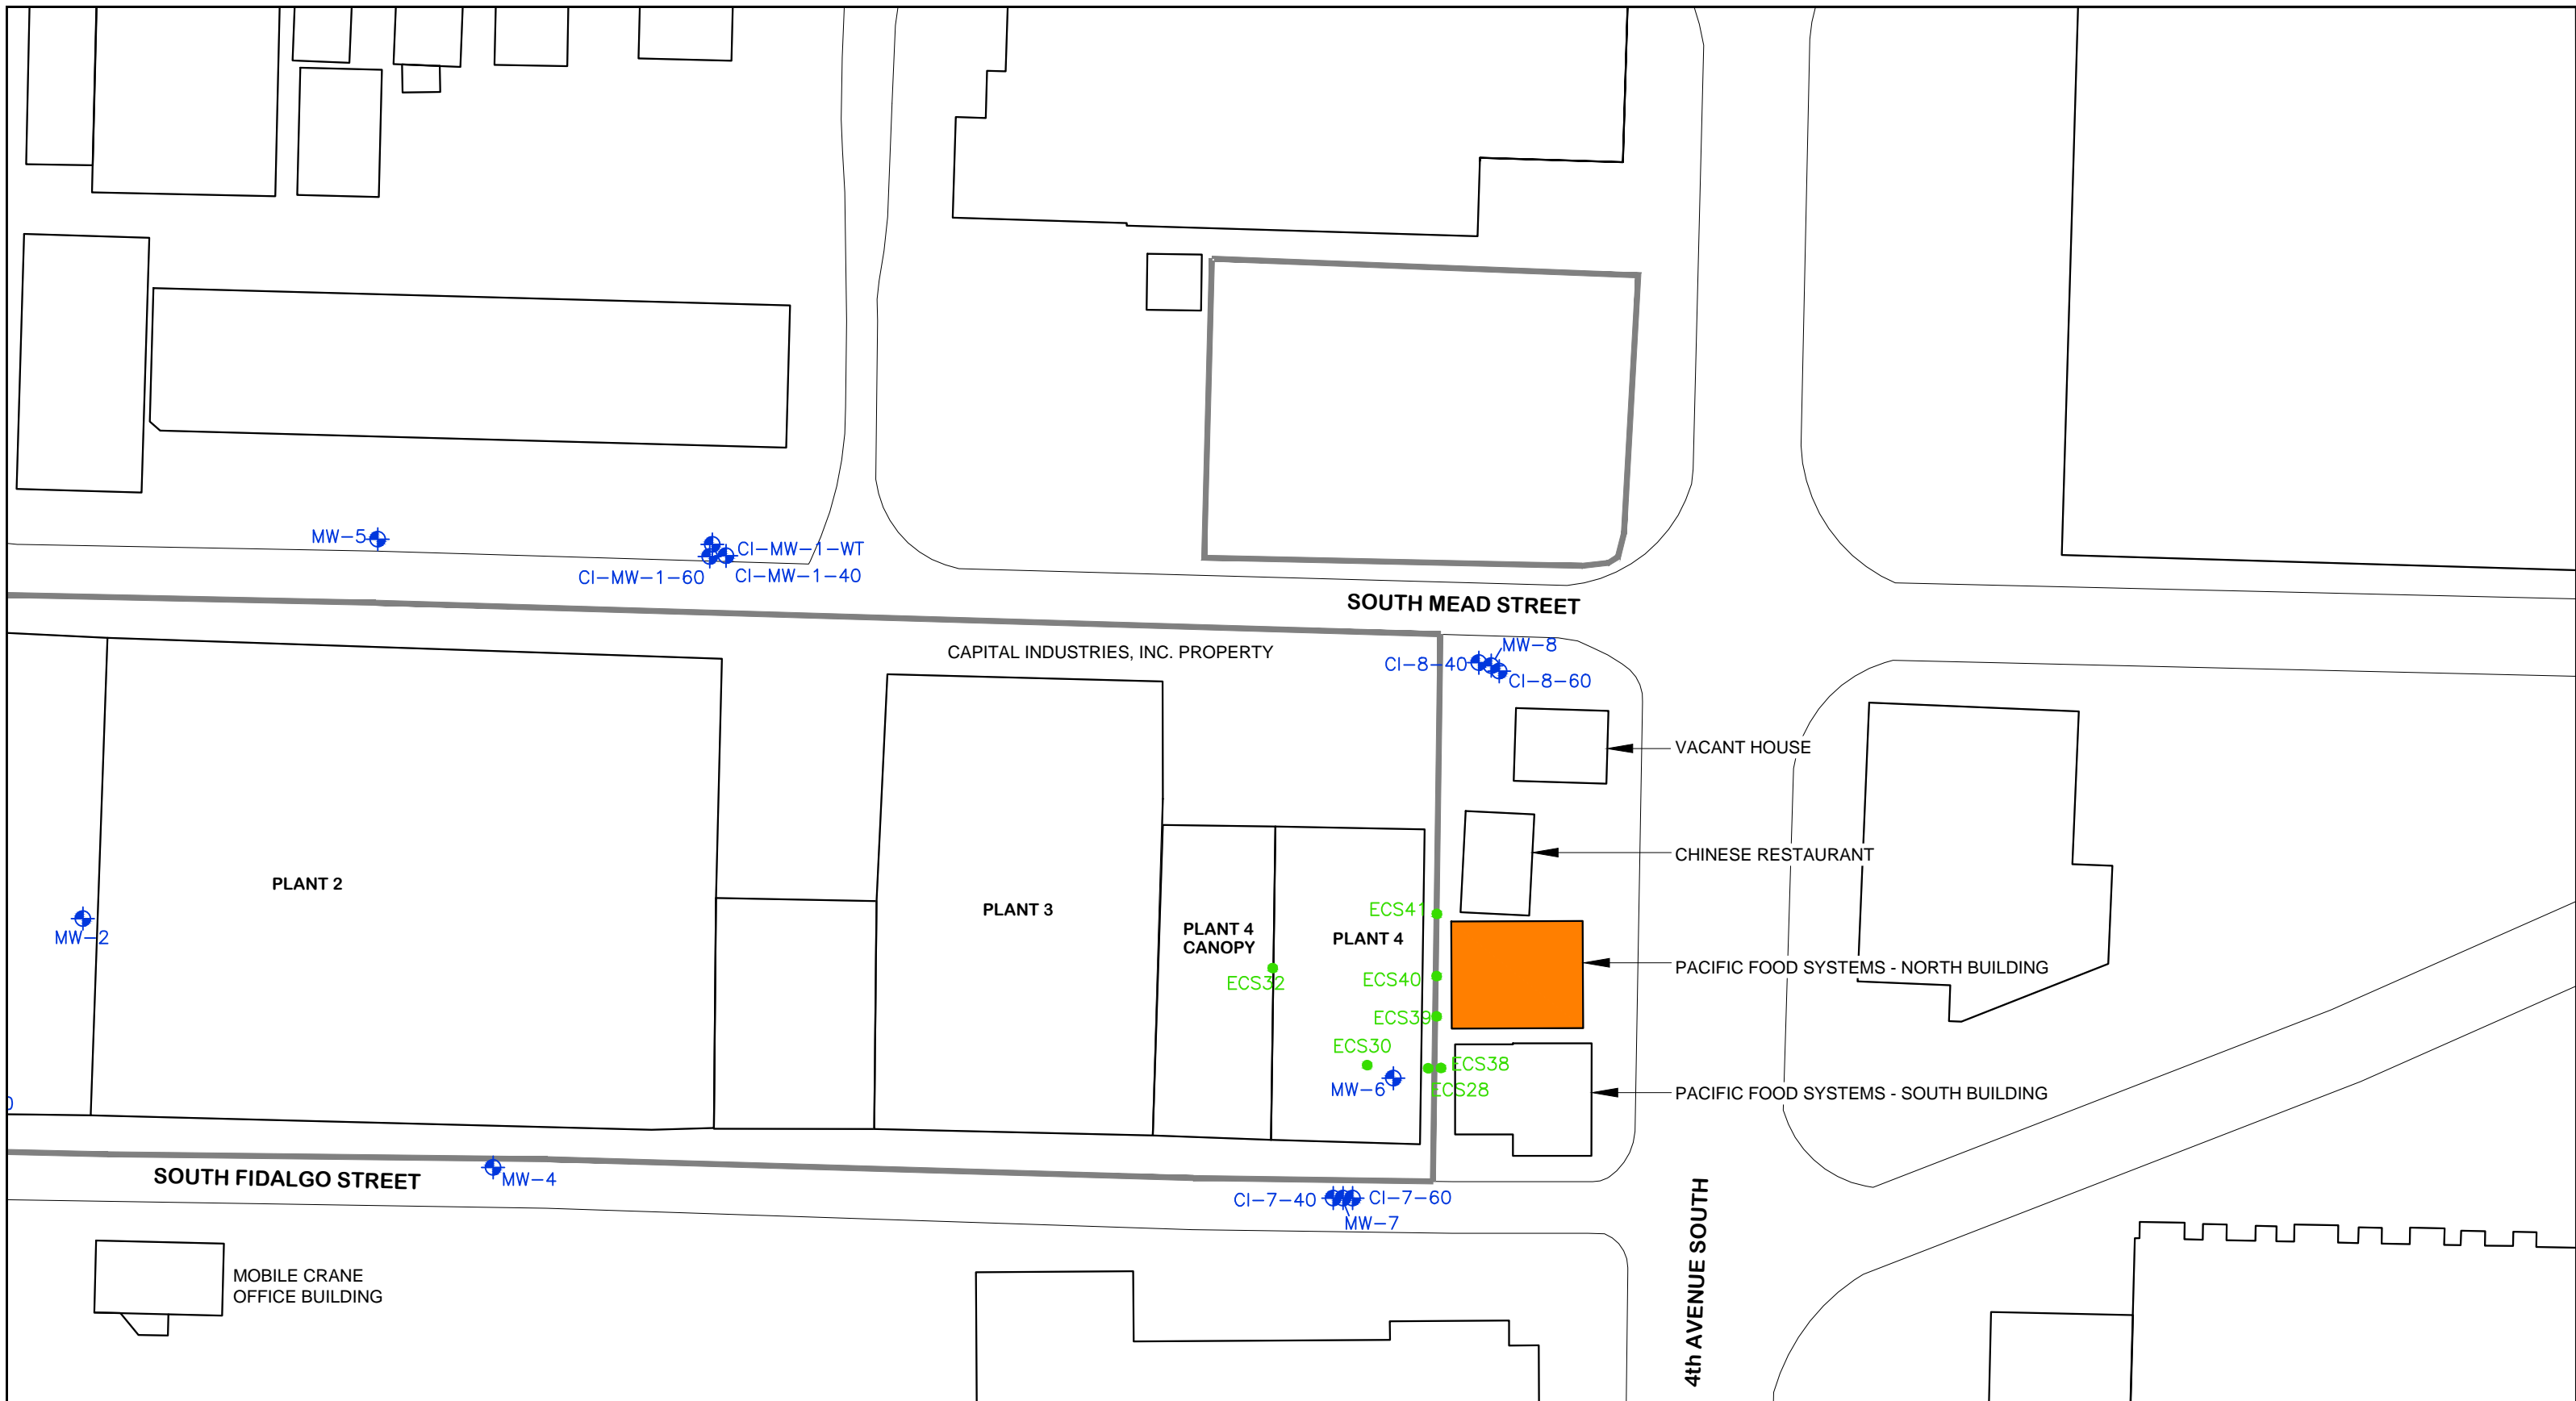 MW-5
CI-MW-1-WT
CI-MW-1-60
CI-MW-1-40
SOUTH MEAD STREET
CAPITAL INDUSTRIES, INC. PROPERTY
MW-8
CI-8-40
CI-8-60
VACANT HOUSE
CHINESE RESTAURANT
PLANT 2
PLANT 3
PLANT 4
CANOPY
PLANT 4
ECS41
MW-2
PACIFIC FOOD SYSTEMS - NORTH BUILDING
ECS32
ECS40
ECS39
ECS30
ECS38
MW-6
ECS28
PACIFIC FOOD SYSTEMS - SOUTH BUILDING
SOUTH FIDALGO STREET
MW-4
CI-7-40
CI-7-60
MW-7
4th AVENUE SOUTH
MOBILE CRANE
OFFICE BUILDING